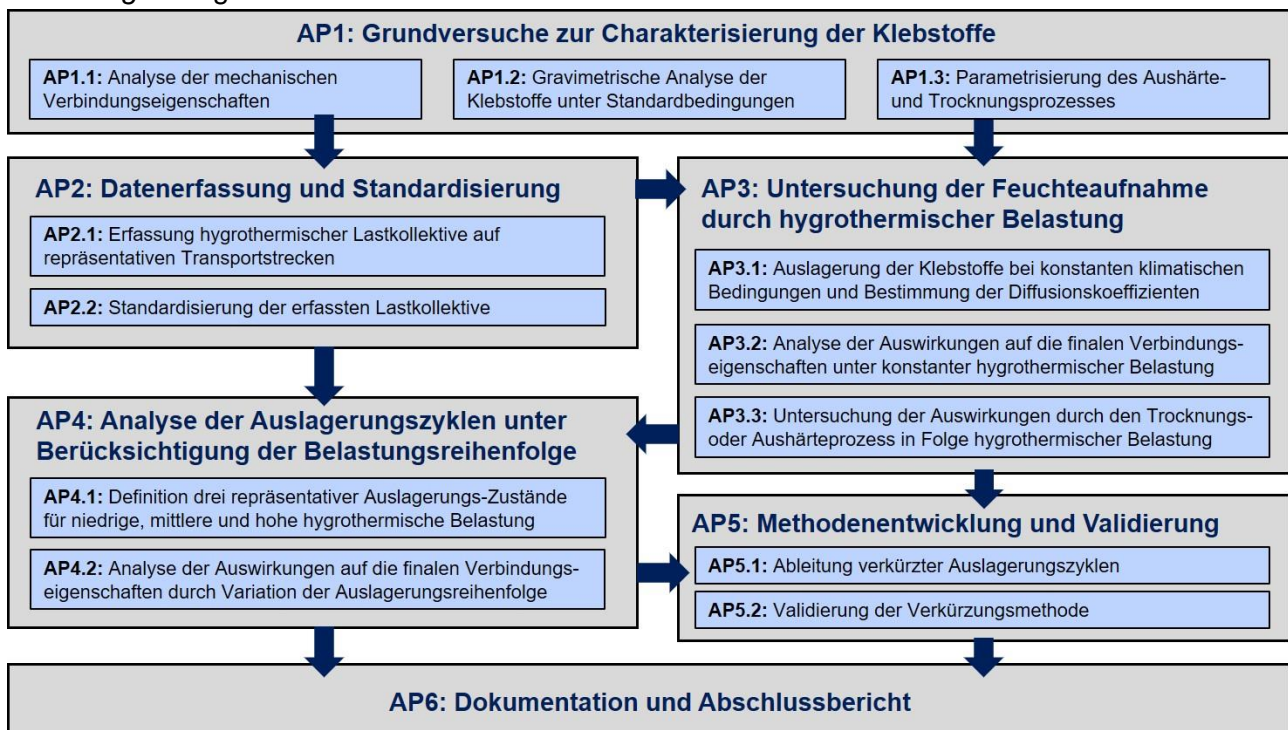 AP1: Grundversuche zur Charakterisierung der Klebstoffe
AP1.1: Analyse der mechanischen
Verbindungseigenschaften
AP1.2: Gravimetrische Analyse der
Klebstoffe unter Standardbedingungen
AP1.3: Parametrisierung des Aushärte-
und Trocknungsprozesses
AP2: Datenerfassung und Standardisierung
AP2.1: Erfassung hygrothermischer Lastkollektive auf
repräsentativen Transportstrecken
AP2.2: Standardisierung der erfassten Lastkollektive
AP3: Untersuchung der Feuchteaufnahme
durch hygrothermischer Belastung
AP3.1: Auslagerung der Klebstoffe bei konstanten klimatischen
Bedingungen und Bestimmung der Diffusionskoeffizienten
AP3.2: Analyse der Auswirkungen auf die finalen Verbindungs-
eigenschaften unter konstanter hygrothermischer Belastung
AP3.3: Untersuchung der Auswirkungen durch den Trocknungs-
oder Aushärteprozess in Folge hygrothermischer Belastung
AP4: Analyse der Auslagerungszyklen unter
Berücksichtigung der Belastungsreihenfolge
AP4.1: Definition drei repräsentativer Auslagerungs-Zustände
für niedrige, mittlere und hohe hygrothermische Belastung
AP4.2: Analyse der Auswirkungen auf die finalen Verbindungs-
eigenschaften durch Variation der Auslagerungsreihenfolge
AP5: Methodenentwicklung und Validierung
AP5.1: Ableitung verkürzter Auslagerungszyklen
AP5.2: Validierung der Verkürzungsmethode
AP6: Dokumentation und Abschlussbericht